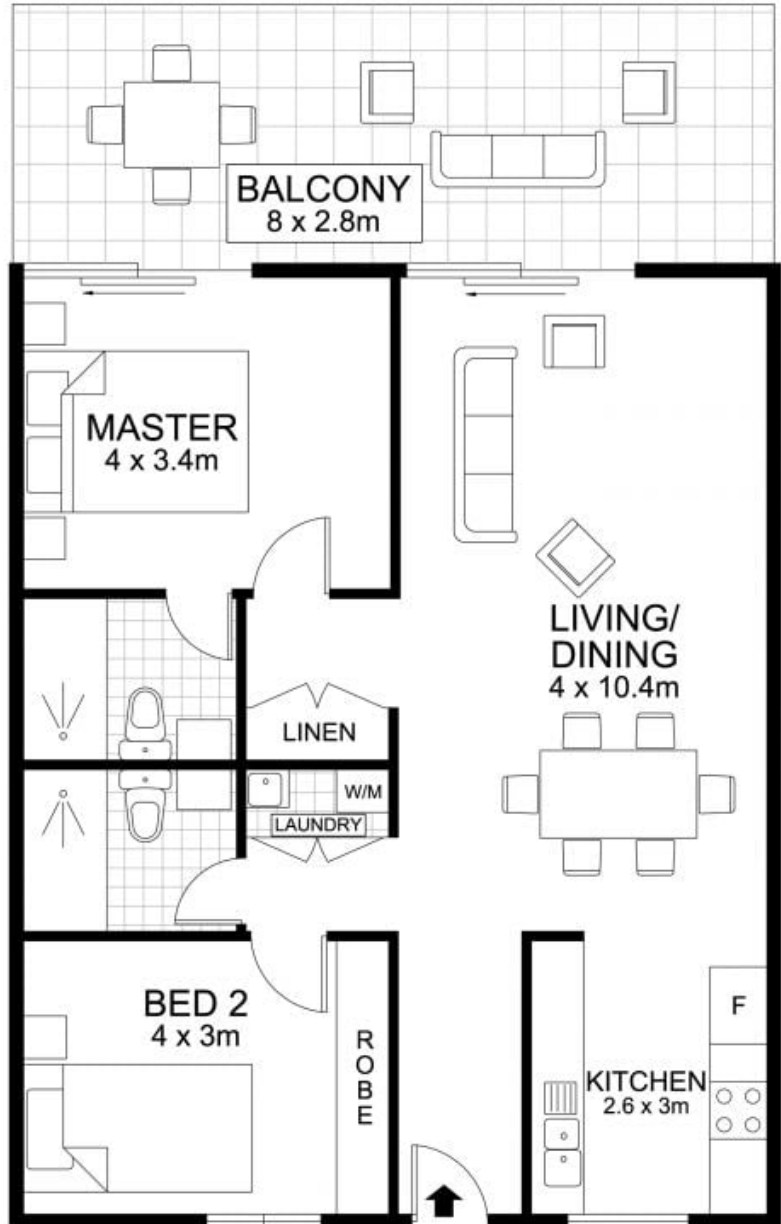 BALCONY
8 x 2.8m
MASTER
4 x 3.4m
LIVING/
DINING
4 x 10.4m
LINEN
W/M
LAUNDRY
BED 2
4 x 3m
R
O
B
E
F
KITCHEN
2.6 x 3m